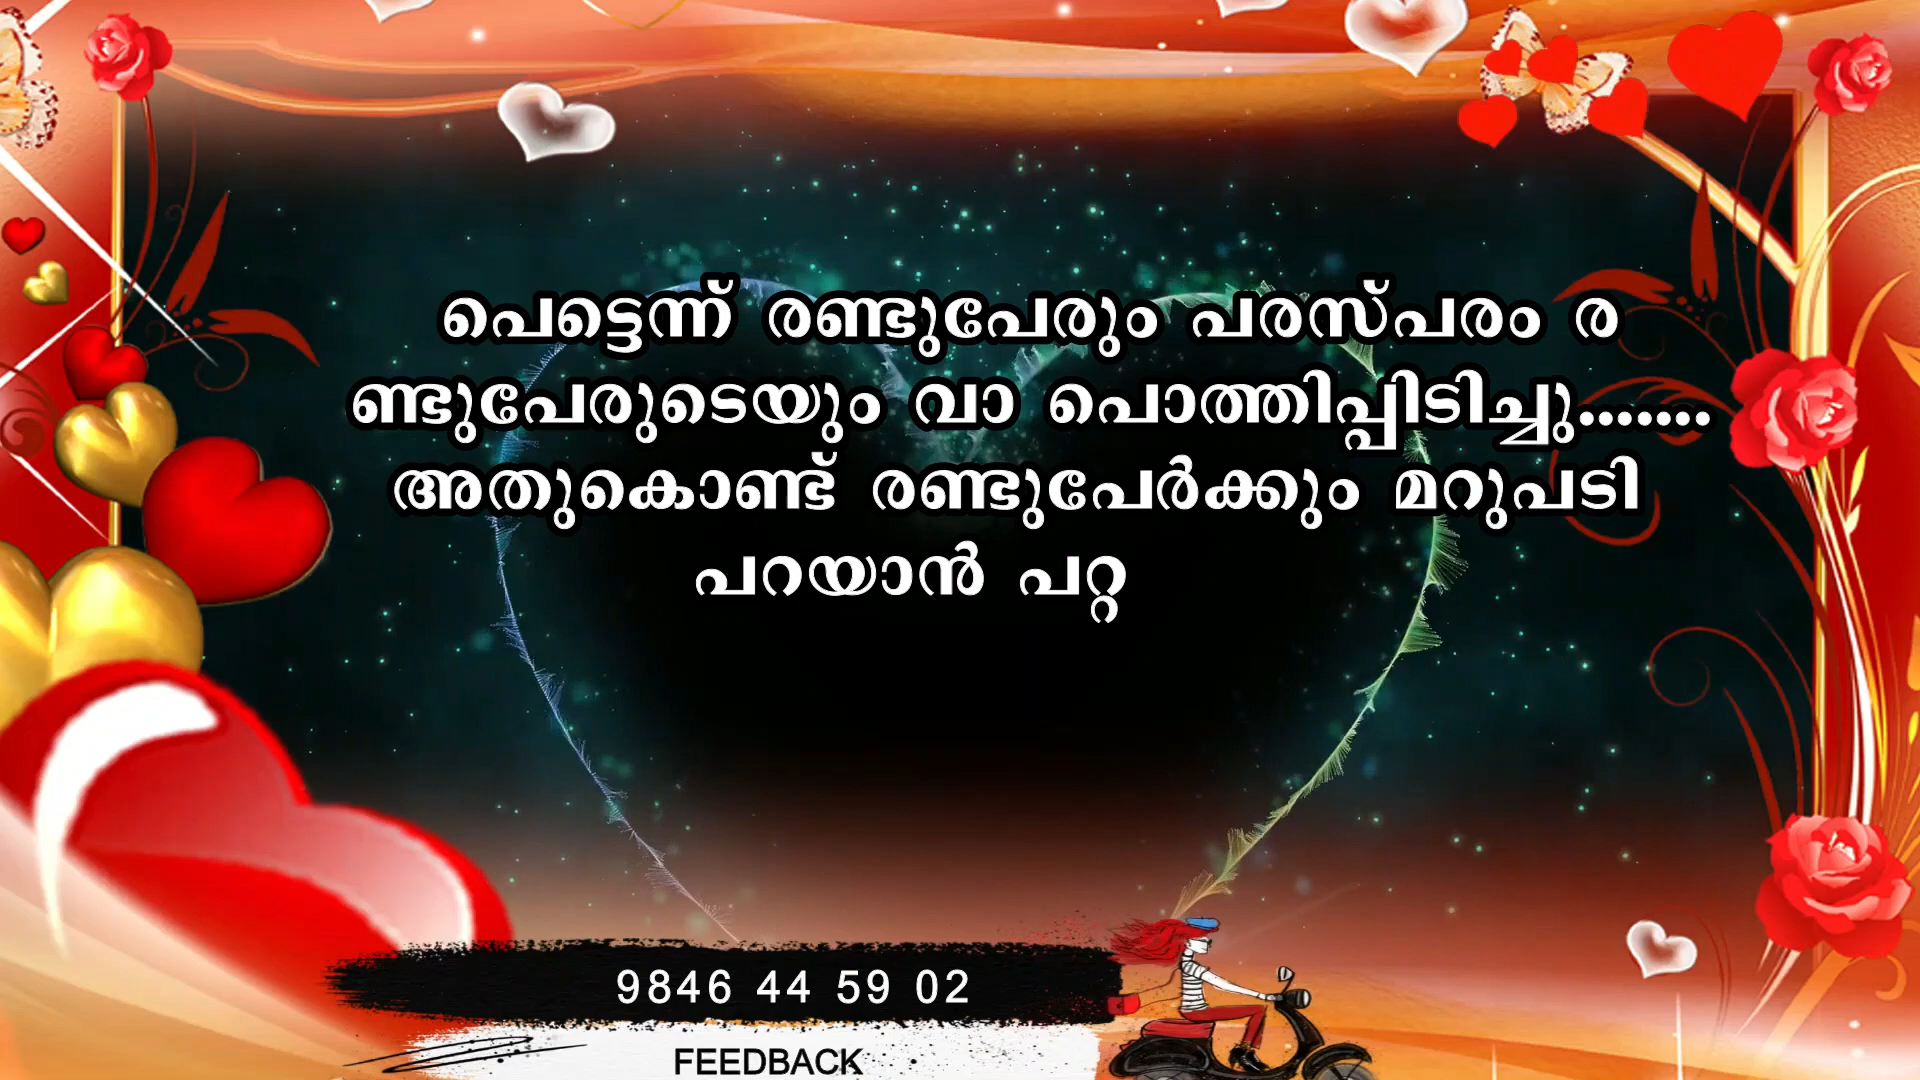 പെട്ടെന്ന് രണ്ടുപേരും പരസ്പരം ര
ണ്ടുപേരുടെയും വാ പൊത്തിപ്പിടിച്ചു.......
അതുകൊണ്ട് രണ്ടുപേർക്കും മറുപടി
പറയാൻ പറ്റ
9846 44 59 02
FEEDBACK